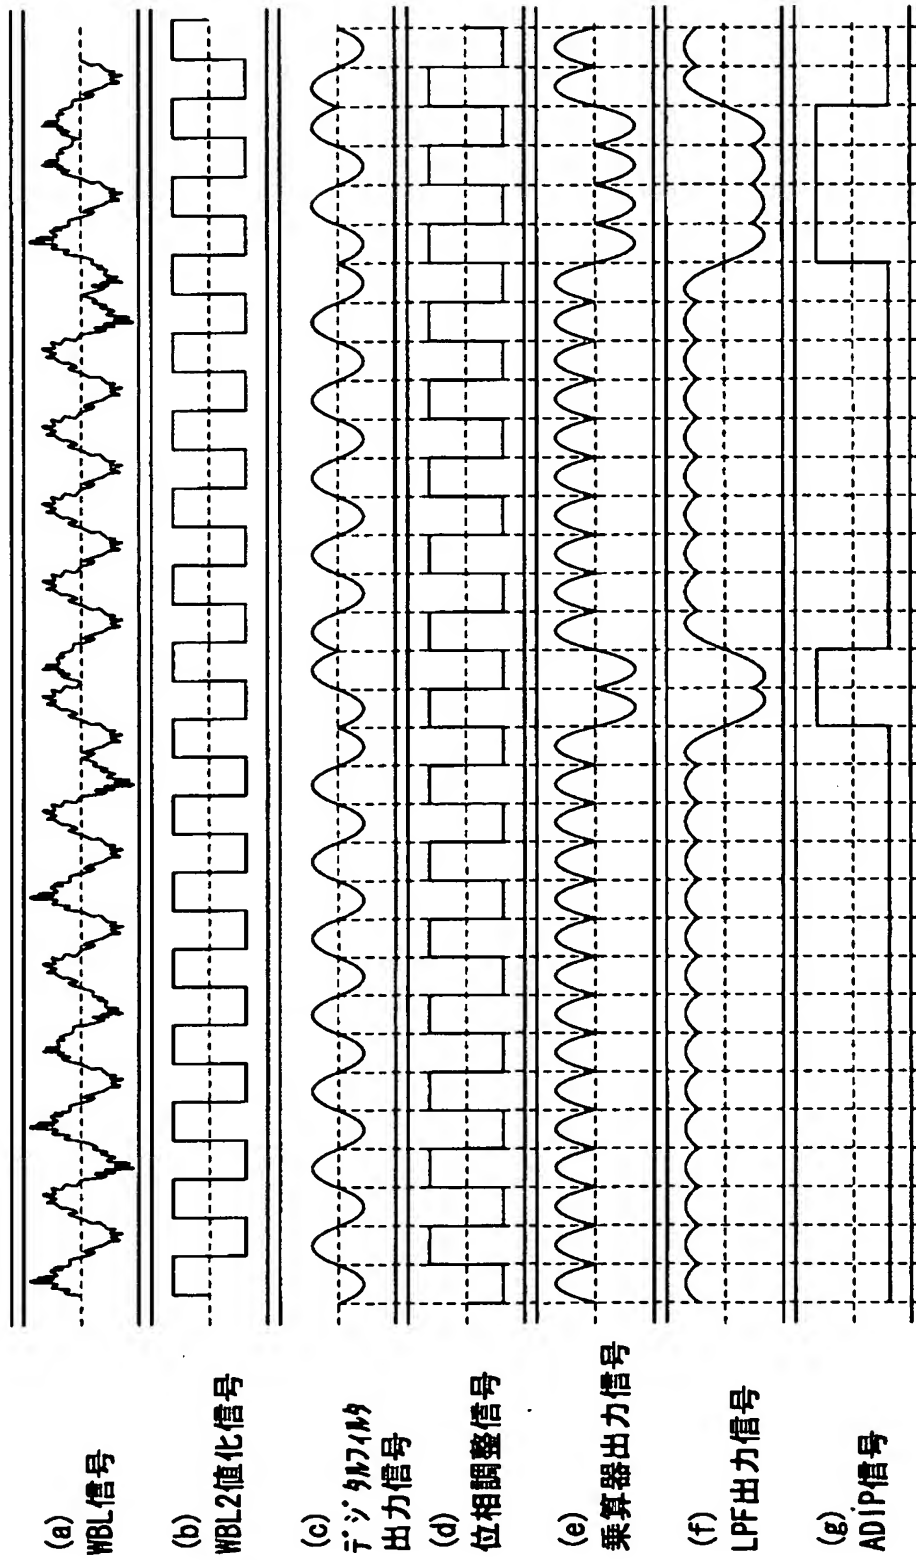 (a)
WBL信号
(b)
WBL2値化信号
(c)
ﾃﾞｼﾞﾀﾙﾌｨﾙﾀ
出力信号
(d)
位相調整信号
(e)
乗算器出力信号
(f)
LPF出力信号
(g)
ADIP信号